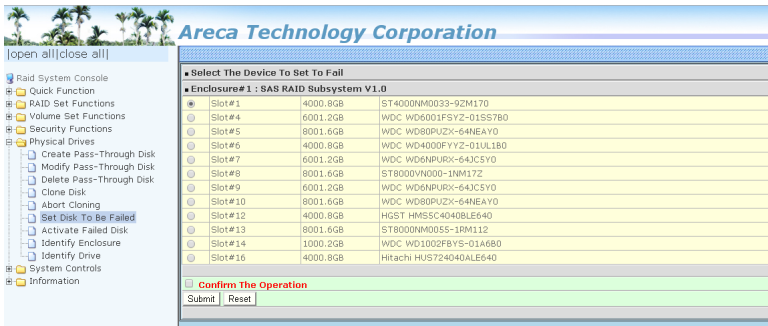 Areca Technology Corporation
|open all|close all|
Raid System Console
Quick Function
RAID Set Functions
Volume Set Functions
Security Functions
Physical Drives
Create Pass-Through Disk
Modify Pass-Through Disk
Delete Pass-Through Disk
Clone Disk
Abort Cloning
Set Disk To Be Failed
Activate Failed Disk
Identify Enclosure
Identify Drive
System Controls
Information
Select The Device To Set To Fail
Enclosure#1 : SAS RAID Subsystem V1.0
Slot#1 4000.8GB ST4000NM0033-9ZM170
Slot#4 6001.2GB WDC WD6001FSYZ-01SS7B0
Slot#5 8001.6GB WDC WD80PUZX-64NEAY0
Slot#6 4000.8GB WDC WD4000FYYZ-01UL1B0
Slot#7 6001.2GB WDC WD6NPURX-64JC5Y0
Slot#8 8001.6GB ST8000VN000-1NM17Z
Slot#9 6001.2GB WDC WD6NPURX-64JC5Y0
Slot#10 8001.6GB WDC WD80PUZX-64NEAY0
Slot#12 4000.8GB HGST HMS5C4040BLE640
Slot#13 8001.6GB ST8000NM0055-1RM112
Slot#14 1000.2GB WDC WD1002FBYS-01A6B0
Slot#16 4000.8GB Hitachi HUS724040ALE640
Confirm The Operation
Submit Reset